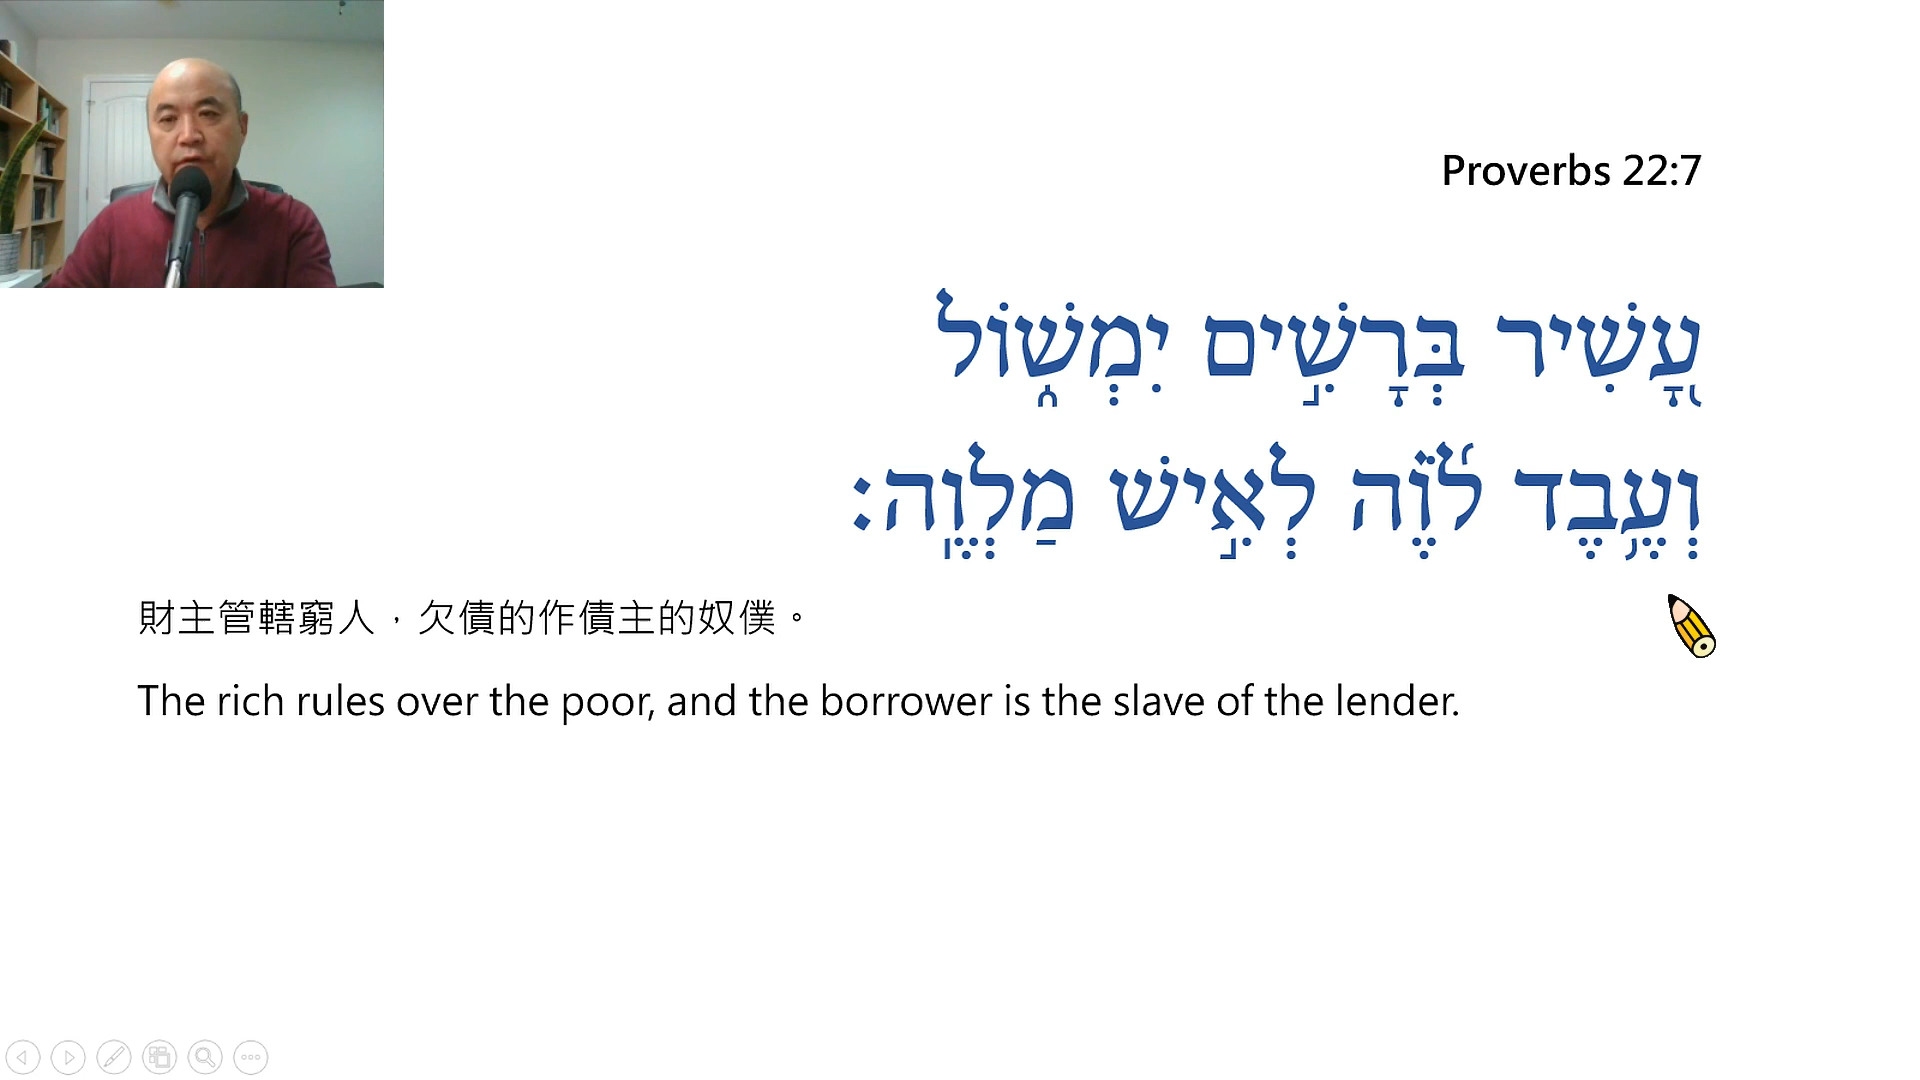 Proverbs 22:7
עָ֭שִׁיר בְּרָשִׁ֣ים יִמְשׁ֑וֹל
וְעֶ֥בֶד לֹ֝וֶ֗ה לְאִ֣ישׁ מַלְוֶֽה׃
財主管轄窮人，欠債的作債主的奴僕。
The rich rules over the poor, and the borrower is the slave of the lender.